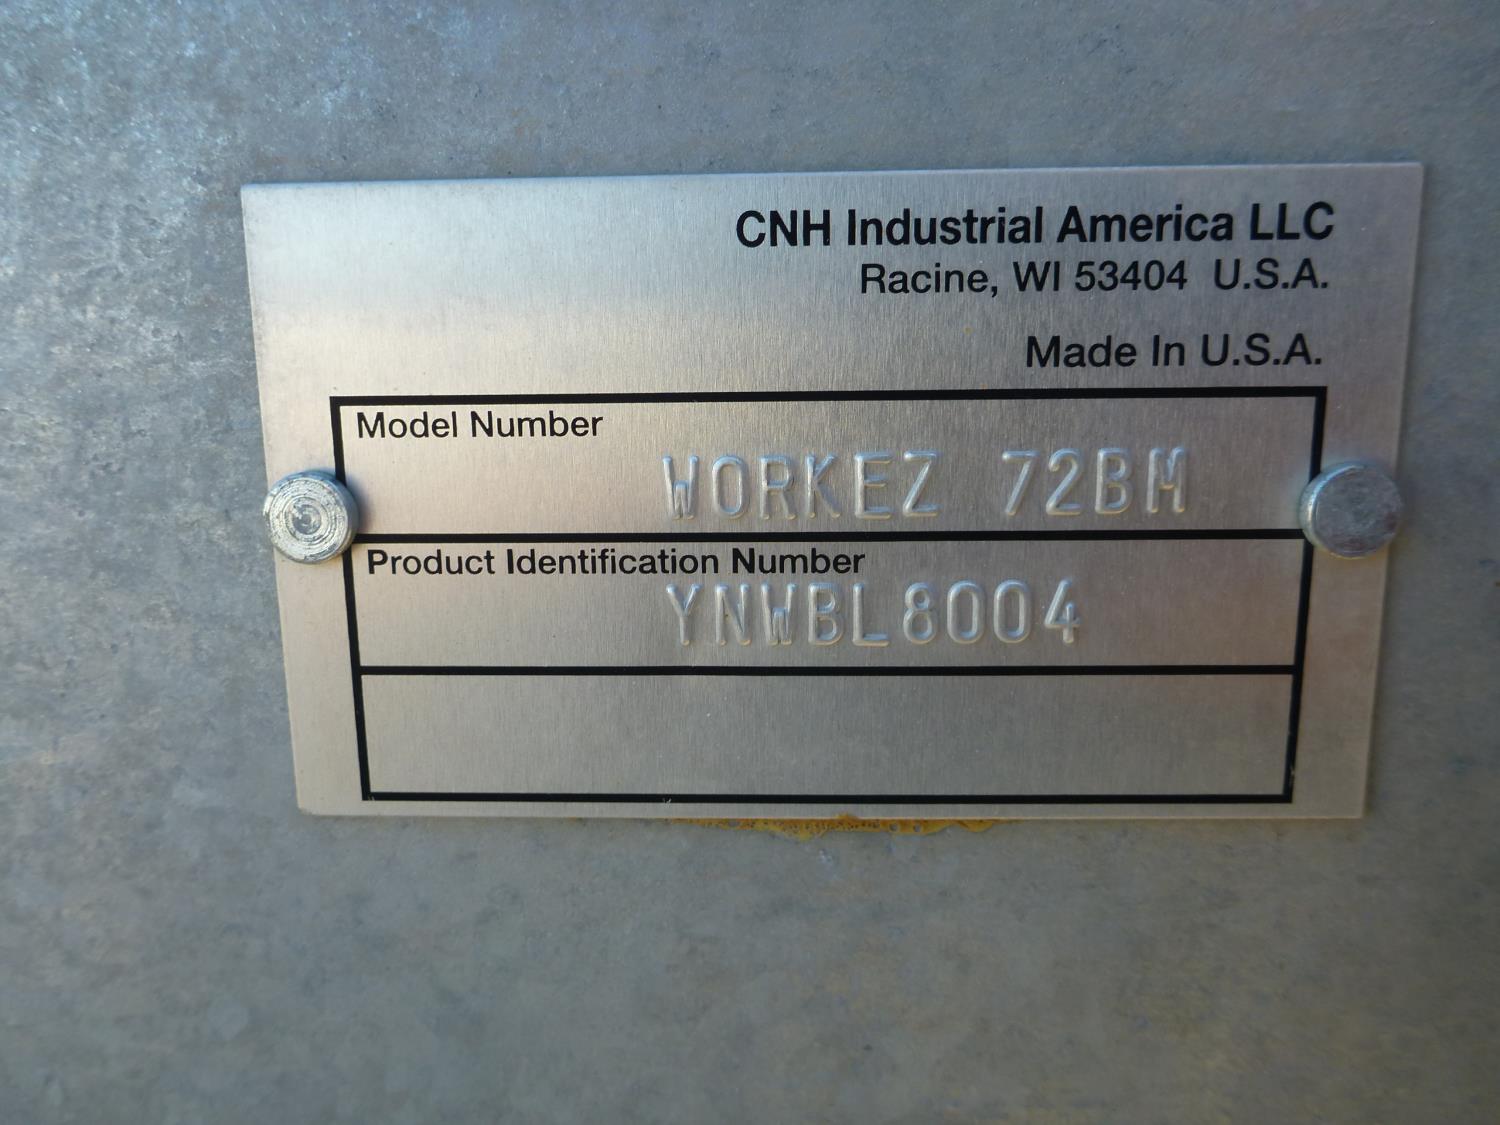 CNH Industrial America LLC
Racine, WI 53404 U.S.A.
Made In U.S.A.
Model Number
WORKEZ 72BM
Product Identification Number
YNWBL8004